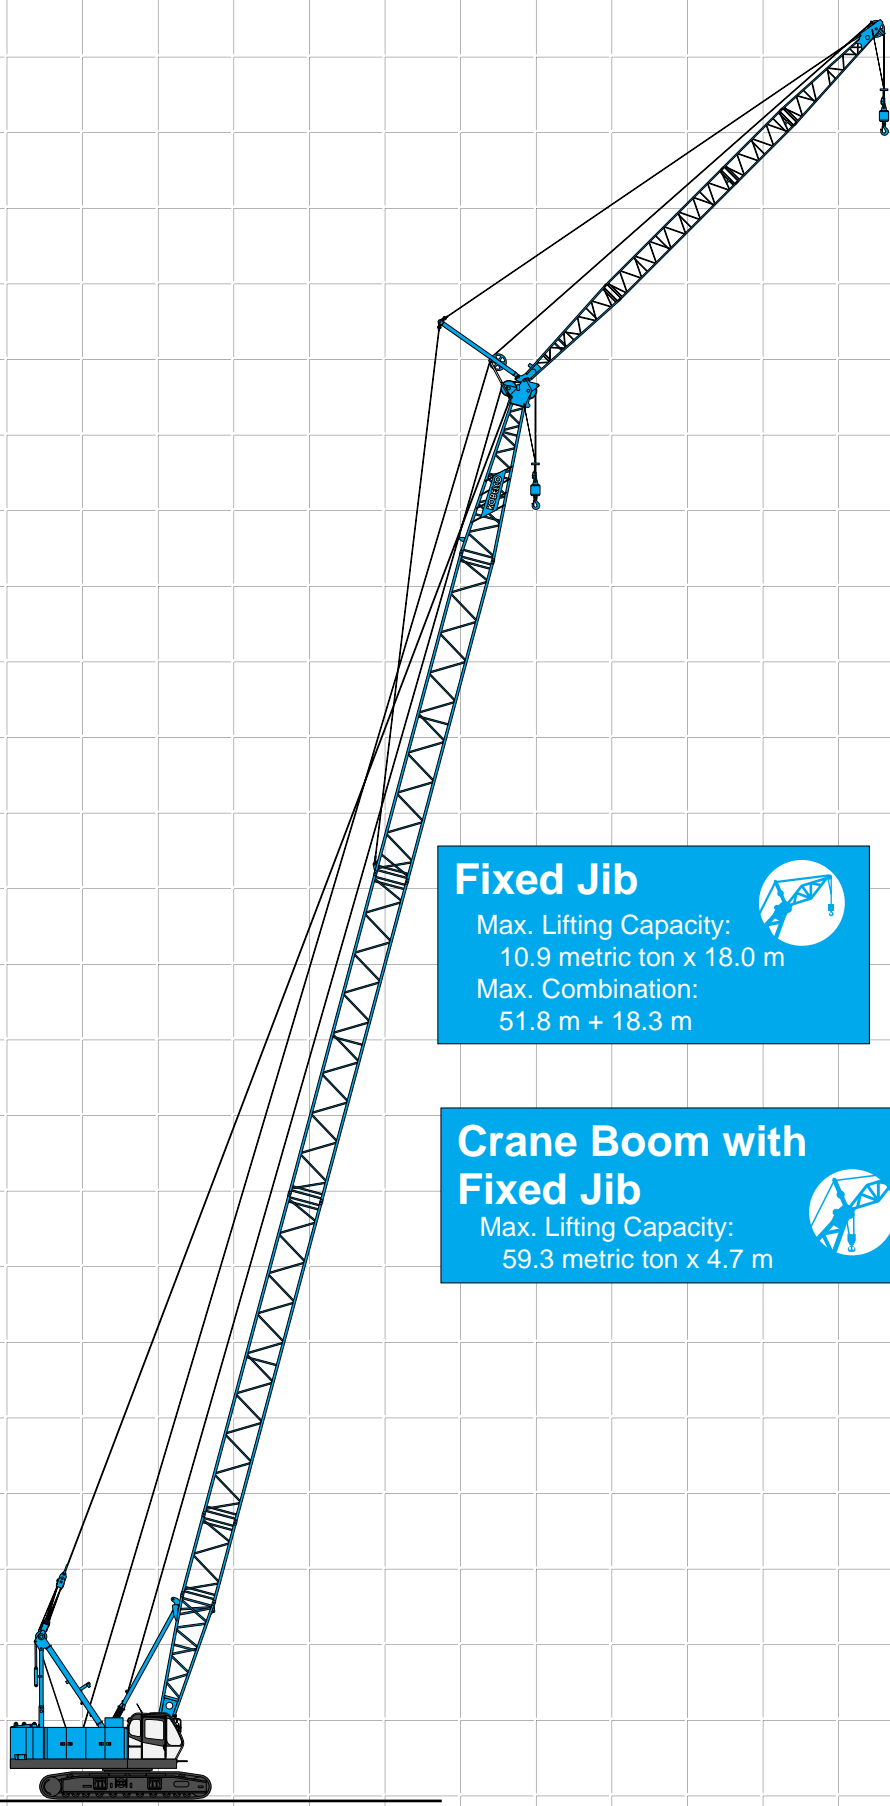 KOBELCO
Fixed Jib
Max. Lifting Capacity:
10.9 metric ton x 18.0 m
Max. Combination:
51.8 m + 18.3 m
Crane Boom with
Fixed Jib
Max. Lifting Capacity:
59.3 metric ton x 4.7 m